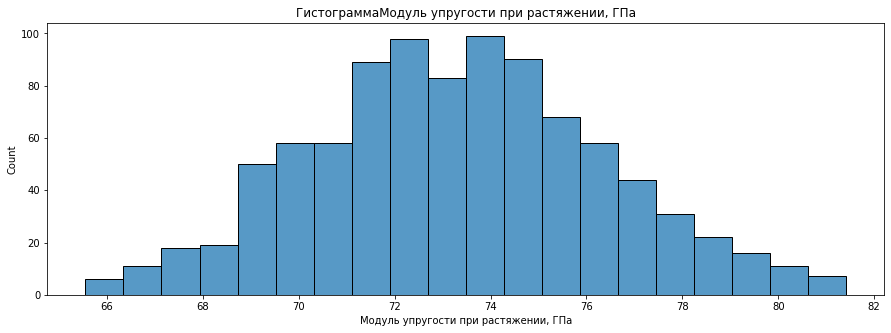 ГистограммаМодуль упругости при растяжении, ГПа
100
80
60
40
20
0
Count
66 68 70 72 74 76 78 80 82
Модуль упругости при растяжении, ГПа